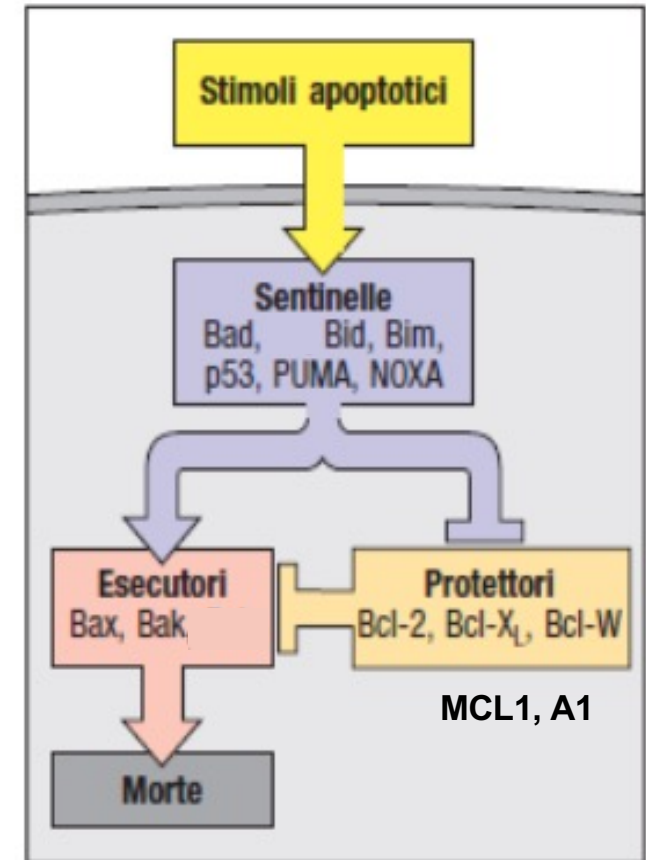 Stimoli apoptotici
Sentinelle
Bad, Bid, Bim,
p53, PUMA, NOXA
Esecutori
Bax, Bak
Protettori
Bcl-2, Bcl-XL, Bcl-W
MCL1, A1
Morte